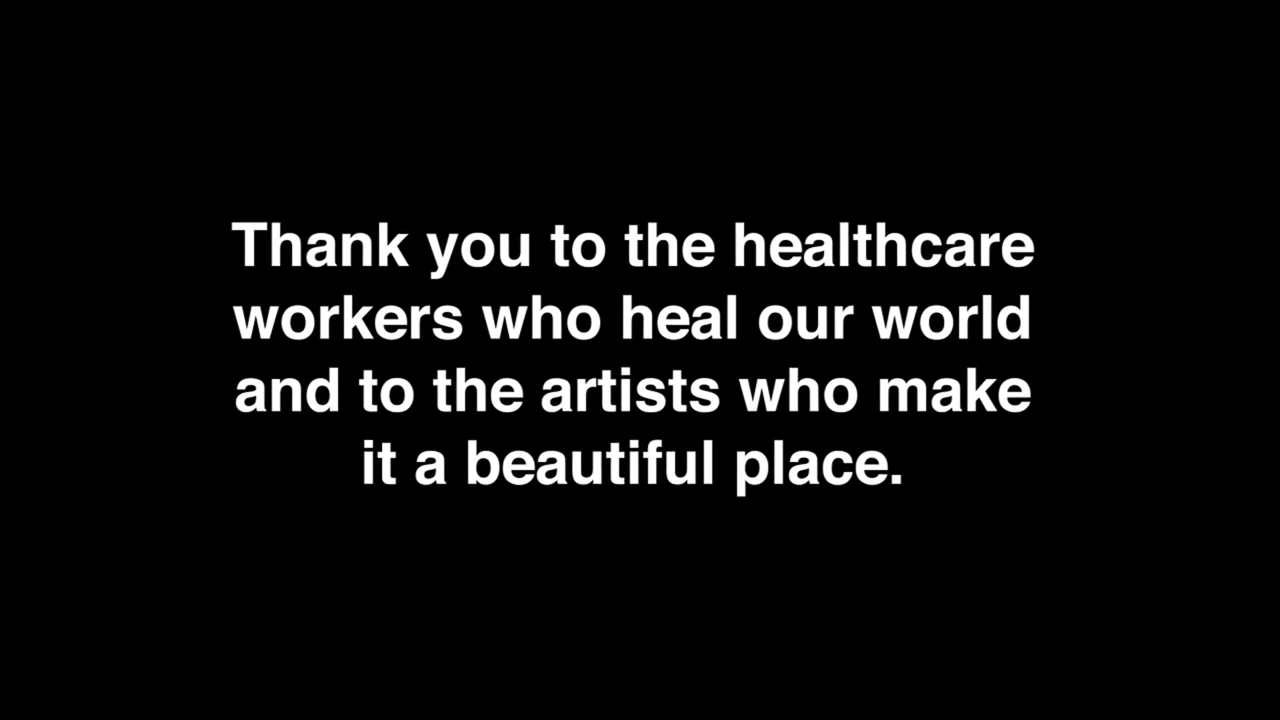 Thank you to the healthcare
workers who heal our world
and to the artists who make
it a beautiful place.